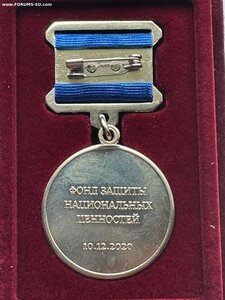 www.FORUMS-SU.com
ФОНД ЗАЩИТЫ
НАЦИОНАЛЬНЫХ
ЦЕННОСТЕЙ
10.12.2020